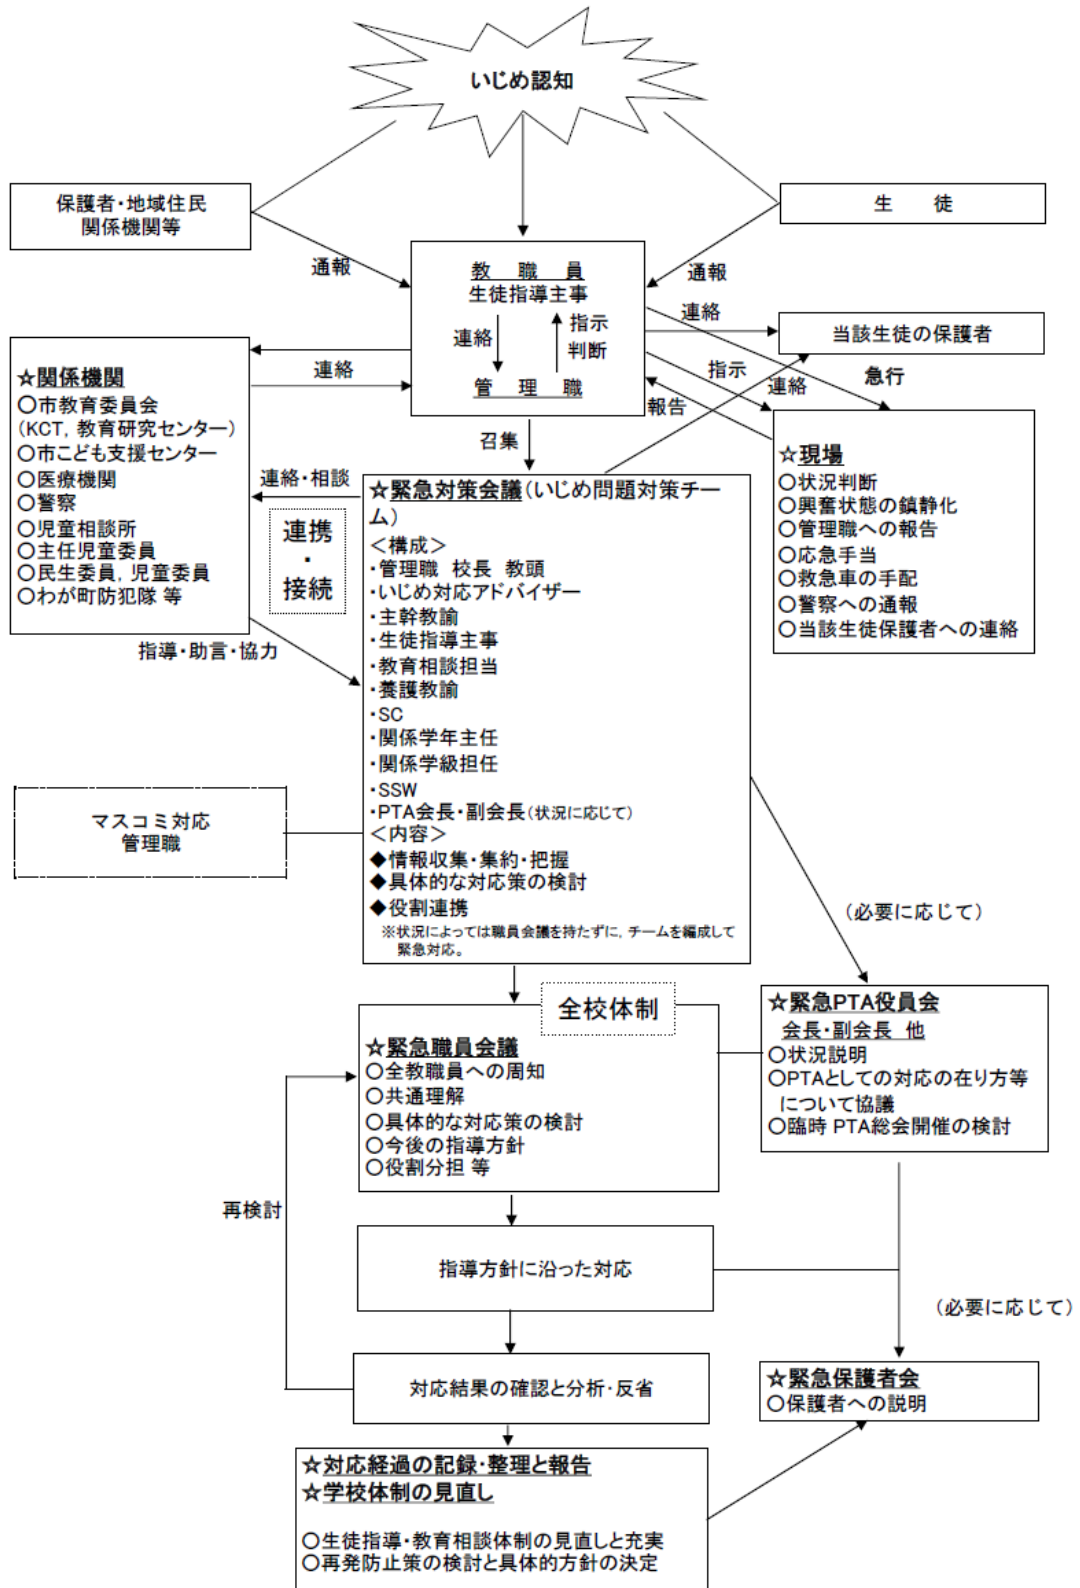 いじめ認知
保護者・地域住民
関係機関等
生　　徒
通報
通報
教　職　員
生徒指導主事
連絡
指示
判断
管　理　職
連絡
当該生徒の保護者
連絡
指示
連絡
急行
報告
☆関係機関
○市教育委員会
(KCT，教育研究センター)
○市こども支援センター
○医療機関
○警察
○児童相談所
○主任児童委員
○民生委員，児童委員
○わが町防犯隊 等
召集
☆現場
○状況判断
○興奮状態の鎮静化
○管理職への報告
○応急手当
○救急車の手配
○警察への通報
○当該生徒保護者への連絡
連絡・相談
連携
・
接続
指導・助言・協力
☆緊急対策会議(いじめ問題対策チー
ム)
＜構成＞
・管理職 校長 教頭
・いじめ対応アドバイザー
・主幹教諭
・生徒指導主事
・教育相談担当
・養護教諭
・SC
・関係学年主任
・関係学級担任
・SSW
・PTA会長・副会長(状況に応じて)
＜内容＞
◆情報収集・集約・把握
◆具体的な対応策の検討
◆役割連携
※状況によっては職員会議を持たずに，チームを編成して
緊急対応。
マスコミ対応
管理職
(必要に応じて)
全校体制
☆緊急職員会議
○全教職員への周知
○共通理解
○具体的な対応策の検討
○今後の指導方針
○役割分担 等
☆緊急PTA役員会
会長・副会長 他
○状況説明
○PTAとしての対応の在り方等
について協議
○臨時 PTA総会開催の検討
再検討
指導方針に沿った対応
(必要に応じて)
対応結果の確認と分析・反省
☆緊急保護者会
○保護者への説明
☆対応経過の記録・整理と報告
☆学校体制の見直し
○生徒指導・教育相談体制の見直しと充実
○再発防止策の検討と具体的方針の決定